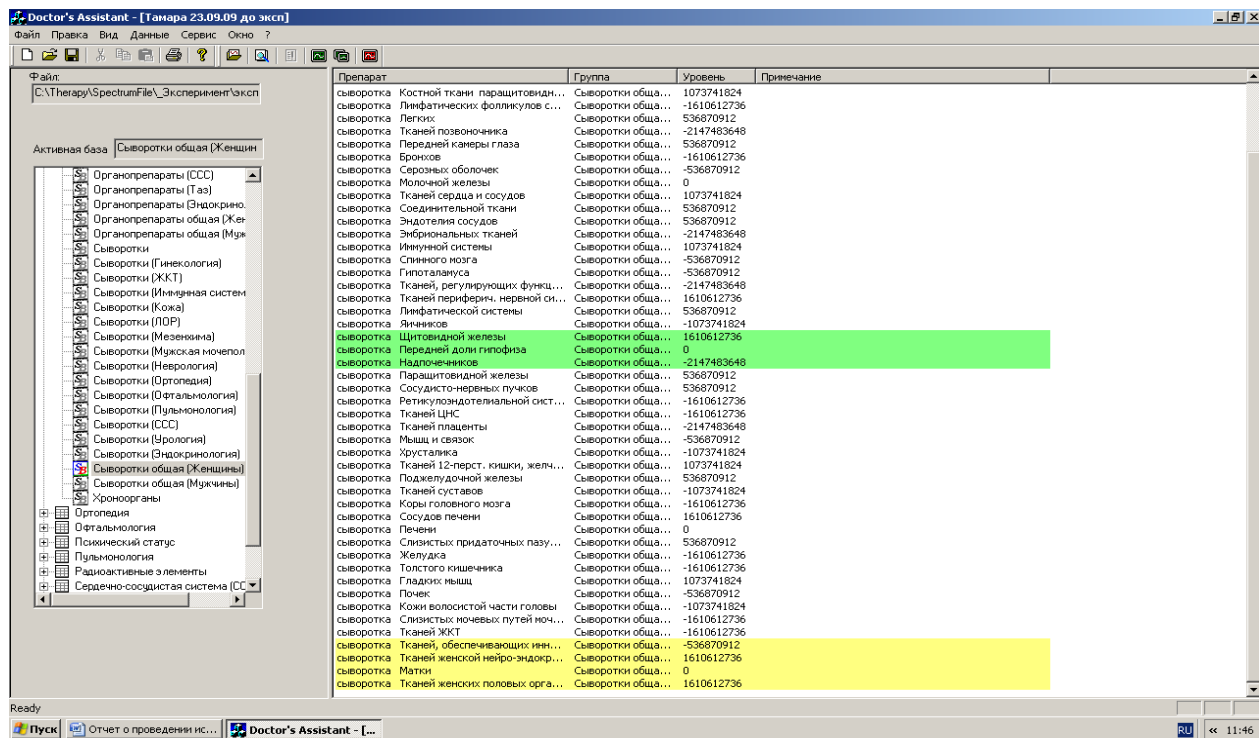 Doctor's Assistant - [Тамара 23.09.09 до эксп]
Файл Правка Вид Данные Сервис Окно ?
Файл:
C:\Therapy\SpectrumFile\_Эксперимент\эксп
Активная база Сыворотки общая (Женщин
Органопрепараты (ССС)
Органопрепараты (Таз)
Органопрепараты (Эндокрино.
Органопрепараты общая (Жен
Органопрепараты общая (Муж
Сыворотки
Сыворотки (Гинекология)
Сыворотки (ЖКТ)
Сыворотки (Иммунная систем
Сыворотки (Кожа)
Сыворотки (ЛОР)
Сыворотки (Мезенхима)
Сыворотки (Мужская мочепол
Сыворотки (Неврология)
Сыворотки (Ортопедия)
Сыворотки (Офтальмология)
Сыворотки (Пульмонология)
Сыворотки (ССС)
Сыворотки (Урология)
Сыворотки (Эндокринология)
Сыворотки общая (Женщины)
Сыворотки общая (Мужчины)
Хроноорганы
Ортопедия
Офтальмология
Психический статус
Пульмонология
Радиоактивные элементы
Сердечно-сосудистая система (СС
Препарат Группа Уровень Примечание
сыворотка Костной ткани паращитовидн... Сыворотки обща... 1073741824
сыворотка Лимфатических фолликулов с... Сыворотки обща... -1610612736
сыворотка Легких Сыворотки обща... 536870912
сыворотка Тканей позвоночника Сыворотки обща... -2147483648
сыворотка Передней камеры глаза Сыворотки обща... 536870912
сыворотка Бронхов Сыворотки обща... -1610612736
сыворотка Серозных оболочек Сыворотки обща... -536870912
сыворотка Молочной железы Сыворотки обща... 0
сыворотка Тканей сердца и сосудов Сыворотки обща... 1073741824
сыворотка Соединительной ткани Сыворотки обща... 536870912
сыворотка Эндотелия сосудов Сыворотки обща... 536870912
сыворотка Эмбриональных тканей Сыворотки обща... -2147483648
сыворотка Иммунной системы Сыворотки обща... 1073741824
сыворотка Спинного мозга Сыворотки обща... -536870912
сыворотка Гипоталамуса Сыворотки обща... -536870912
сыворотка Тканей, регулирующих функц... Сыворотки обща... -2147483648
сыворотка Тканей периферич. нервной си... Сыворотки обща... 1610612736
сыворотка Лимфатической системы Сыворотки обща... 536870912
сыворотка Яичников Сыворотки обща... -1073741824
сыворотка Щитовидной железы Сыворотки обща... 1610612736
сыворотка Передней доли гипофиза Сыворотки обща... 0
сыворотка Надпочечников Сыворотки обща... -2147483648
сыворотка Паращитовидной железы Сыворотки обща... 536870912
сыворотка Сосудисто-нервных пучков Сыворотки обща... 536870912
сыворотка Ретикулоэндотелиальной сист... Сыворотки обща... -1610612736
сыворотка Тканей ЦНС Сыворотки обща... -1610612736
сыворотка Тканей плаценты Сыворотки обща... -2147483648
сыворотка Мышц и связок Сыворотки обща... -536870912
сыворотка Хрусталика Сыворотки обща... -1073741824
сыворотка Тканей 12-перст. кишки, желч... Сыворотки обща... 1073741824
сыворотка Поджелудочной железы Сыворотки обща... 536870912
сыворотка Тканей суставов Сыворотки обща... -1073741824
сыворотка Коры головного мозга Сыворотки обща... -1610612736
сыворотка Сосудов печени Сыворотки обща... 1610612736
сыворотка Печени Сыворотки обща... 0
сыворотка Слизистых придаточных пазу... Сыворотки обща... 536870912
сыворотка Желудка Сыворотки обща... -1610612736
сыворотка Толстого кишечника Сыворотки обща... -1610612736
сыворотка Гладких мышц Сыворотки обща... 1073741824
сыворотка Почек Сыворотки обща... -536870912
сыворотка Кожи волосистой части головы Сыворотки обща... -1073741824
сыворотка Слизистых мочевых путей моч... Сыворотки обща... -1610612736
сыворотка Тканей ЖКТ Сыворотки обща... -1610612736
сыворотка Тканей, обеспечивающих инн... Сыворотки обща... -536870912
сыворотка Тканей женской нейро-эндокр... Сыворотки обща... 1610612736
сыворотка Матки Сыворотки обща... 0
сыворотка Тканей женских половых орга... Сыворотки обща... 1610612736
Ready
Пуск Отчет о проведении ис... Doctor's Assistant - [... RU « 11:46